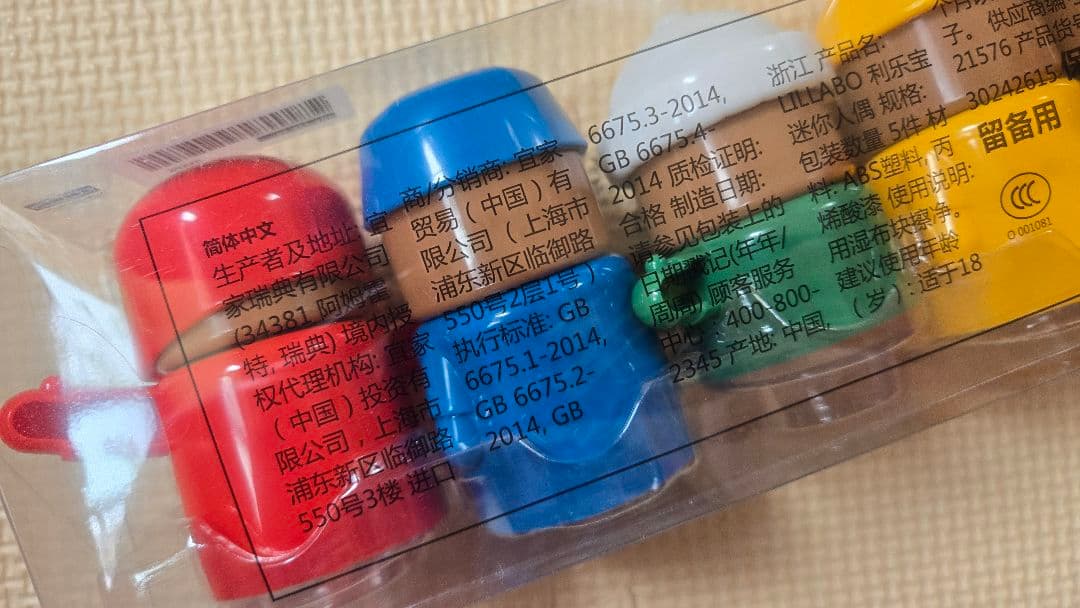 简体中文
生产者及地址: 宜
家瑞典有限公司
(34381 阿姆霍
特, 瑞典) 境内授
权代理机构: 宜家
（中国）投资有
限公司，上海市
浦东新区临御路
550号3楼 进口
商/分销商: 宜家
贸易（中国）有
限公司（上海市
浦东新区临御路
550号2层1号）
执行标准: GB
6675.1-2014,
GB 6675.2-
2014, GB
6675.3-2014,
GB 6675.4-
2014 质检证明:
合格 制造日期:
请参见包装上的
日期戳记(年年/
周周) 顾客服务
中心: 400-800-
2345 产地: 中国,
浙江 产品名:
LILLABO 利乐宝
迷你人偶 规格:
包装数量 5件 材
料: ABS塑料, 丙
烯酸漆 使用说明:
用湿布块擦净。
建议使用年龄
（岁）: 适于18
子。供应商编
21576 产品货号
30242615
留备用
CCC
O 001081